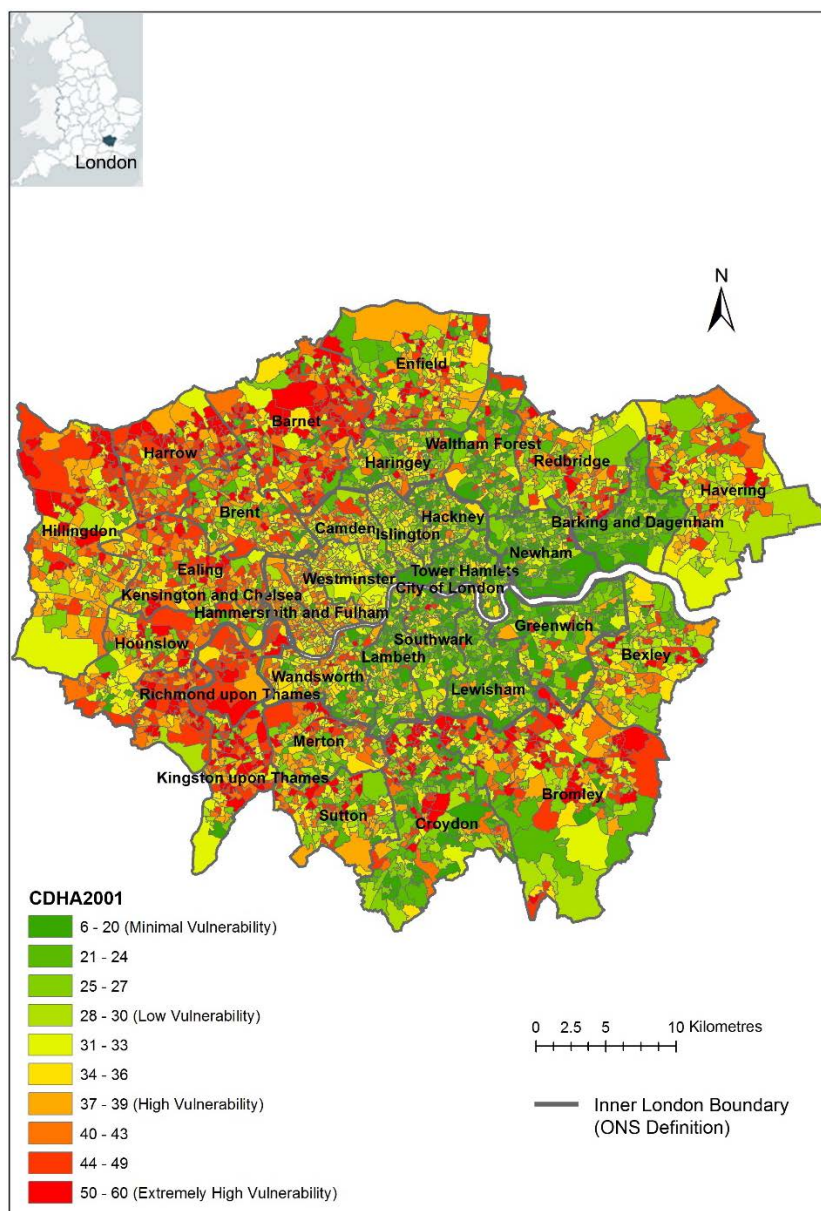 London
N
Enfield
Barnet
Harrow
Waltham Forest
Haringey
Redbridge
Havering
Brent
Hillingdon
Hackney
Camden
Islington
Barking and Dagenham
Newham
Ealing
Westminster
Tower Hamlets
City of London
Kensington and Chelsea
Hammersmith and Fulham
Greenwich
Hounslow
Southwark
Lambeth
Bexley
Wandsworth
Lewisham
Richmond upon Thames
Merton
Kingston upon Thames
Bromley
Sutton
Croydon
CDHA2001
6 - 20 (Minimal Vulnerability)
21 - 24
25 - 27
28 - 30 (Low Vulnerability)
31 - 33
34 - 36
37 - 39 (High Vulnerability)
40 - 43
44 - 49
50 - 60 (Extremely High Vulnerability)
0 2.5 5 10 Kilometres
Inner London Boundary
(ONS Definition)